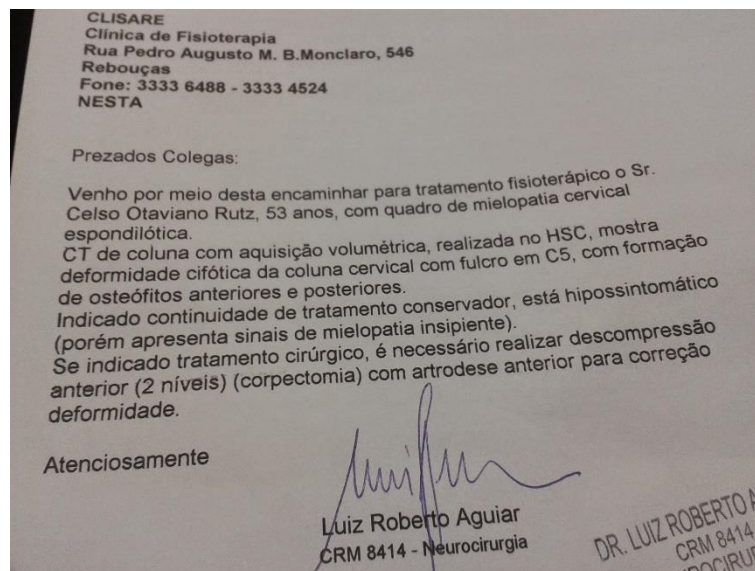 CLISARE
Clínica de Fisioterapia
Rua Pedro Augusto M. B.Monclaro, 546
Rebouças
Fone: 3333 6488 - 3333 4524
NESTA
Prezados Colegas:
Venho por meio desta encaminhar para tratamento fisioterápico o Sr.
Celso Otaviano Rutz, 53 anos, com quadro de mielopatia cervical
espondilótica.
CT de coluna com aquisição volumétrica, realizada no HSC, mostra
deformidade cifótica da coluna cervical com fulcro em C5, com formação
de osteófitos anteriores e posteriores.
Indicado continuidade de tratamento conservador, está hipossintomático
(porém apresenta sinais de mielopatia insipiente).
Se indicado tratamento cirúrgico, é necessário realizar descompressão
anterior (2 níveis) (corpectomia) com artrodese anterior para correção
deformidade.
Atenciosamente
Luiz Roberto Aguiar
CRM 8414 - Neurocirurgia
DR. LUIZ ROBERTO A
CRM 8414